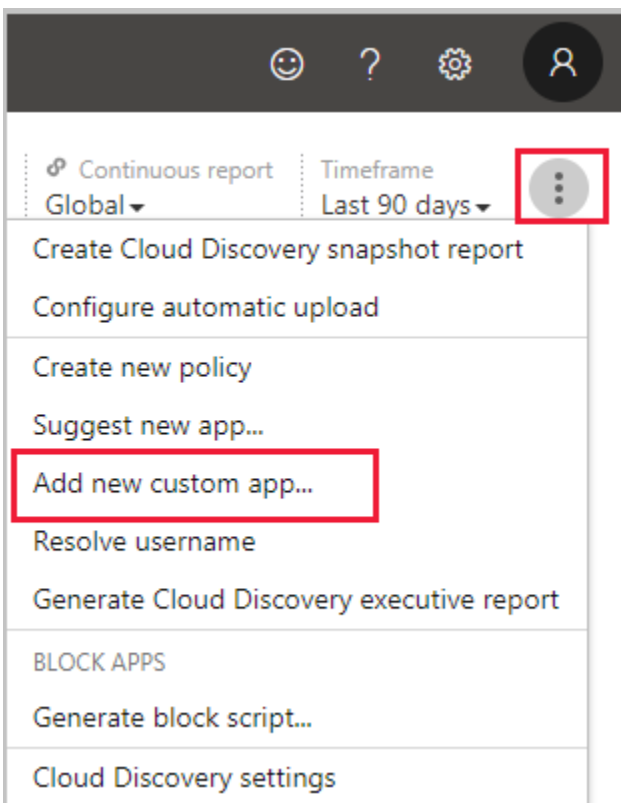 ?
Continuous report Timeframe
Global Last 90 days
Create Cloud Discovery snapshot report
Configure automatic upload
Create new policy
Suggest new app...
Add new custom app...
Resolve username
Generate Cloud Discovery executive report
BLOCK APPS
Generate block script...
Cloud Discovery settings